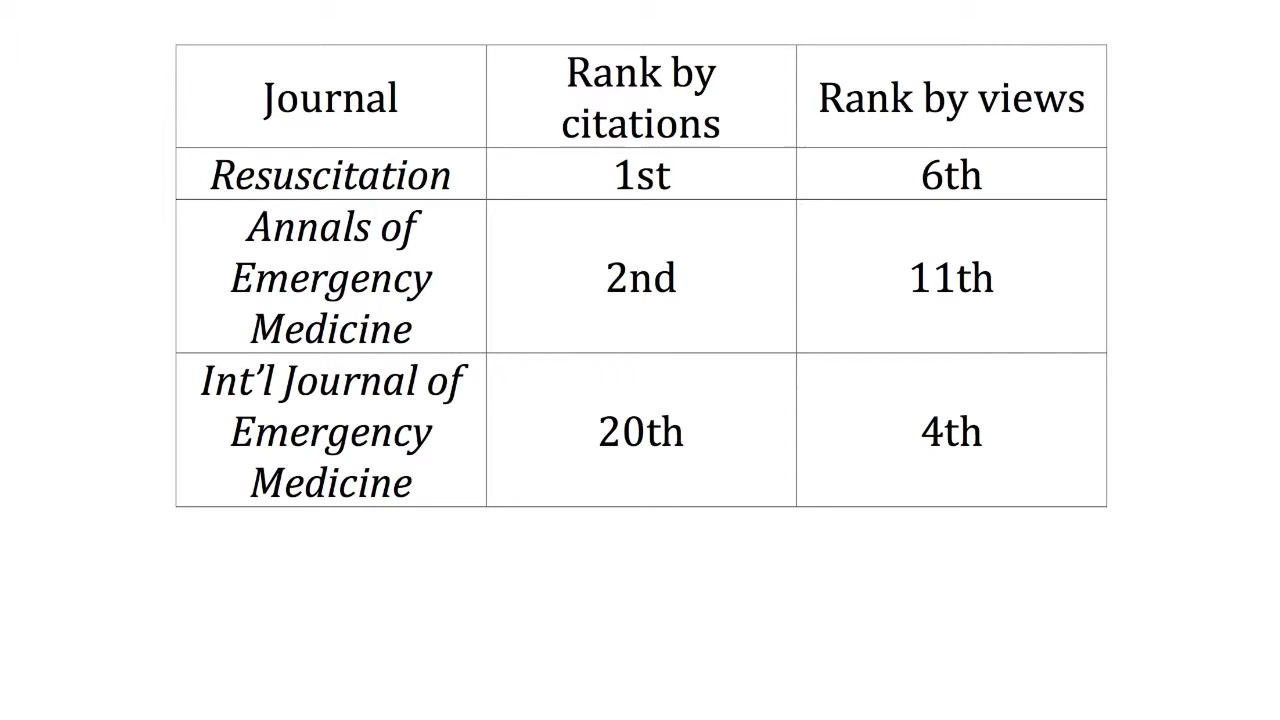 Journal
Rank by
citations
Rank by views
Resuscitation
1st
6th
Annals of
Emergency
Medicine
2nd
11th
Int’l Journal of
Emergency
Medicine
20th
4th